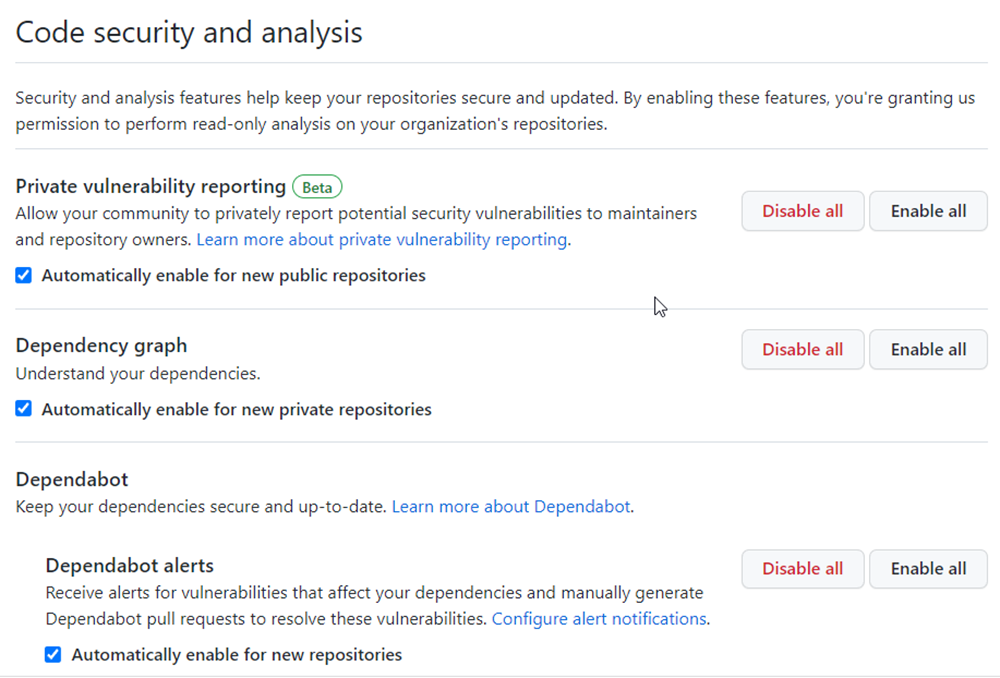 Code security and analysis
Security and analysis features help keep your repositories secure and updated. By enabling these features, you're granting us
permission to perform read-only analysis on your organization's repositories.
Private vulnerability reporting Beta
Allow your community to privately report potential security vulnerabilities to maintainers
and repository owners. Learn more about private vulnerability reporting.
Disable all Enable all
Automatically enable for new public repositories
Dependency graph
Disable all Enable all
Understand your dependencies.
Automatically enable for new private repositories
Dependabot
Keep your dependencies secure and up-to-date. Learn more about Dependabot.
Dependabot alerts
Disable all Enable all
Receive alerts for vulnerabilities that affect your dependencies and manually generate
Dependabot pull requests to resolve these vulnerabilities. Configure alert notifications.
Automatically enable for new repositories